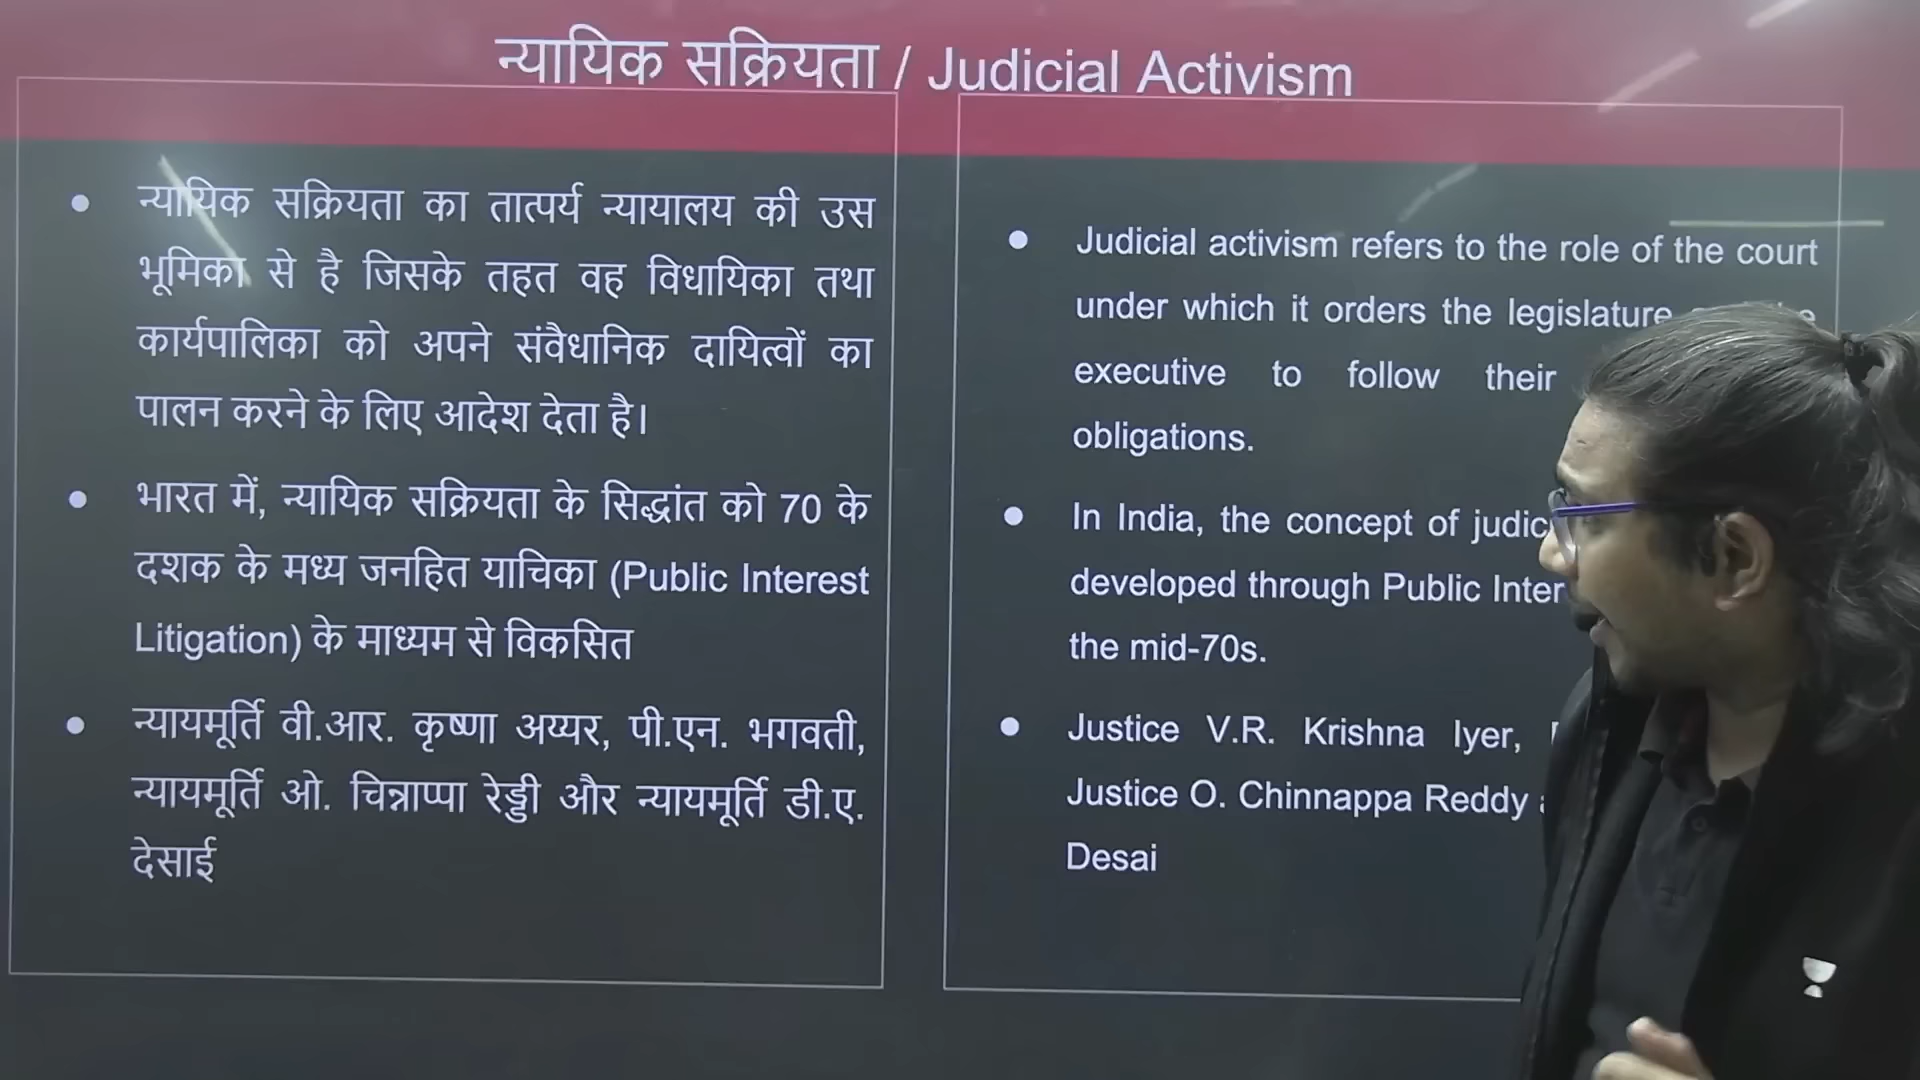 न्यायिक सक्रियता / Judicial Activism
न्यायिक सक्रियता का तात्पर्य न्यायालय की उस
भूमिका से है जिसके तहत वह विधायिका तथा
कार्यपालिका को अपने संवैधानिक दायित्वों का
पालन करने के लिए आदेश देता है।
भारत में, न्यायिक सक्रियता के सिद्धांत को 70 के
दशक के मध्य जनहित याचिका (Public Interest
Litigation) के माध्यम से विकसित
न्यायमूर्ति वी.आर. कृष्णा अय्यर, पी.एन. भगवती,
न्यायमूर्ति ओ. चिन्नाप्पा रेड्डी और न्यायमूर्ति डी.ए.
देसाई
Judicial activism refers to the role of the court
under which it orders the legislature
executive to follow their
obligations.
In India, the concept of
developed through Public
the mid-70s.
Justice V.R. Krishna Iyer,
Justice O. Chinnappa Reddy
Desai